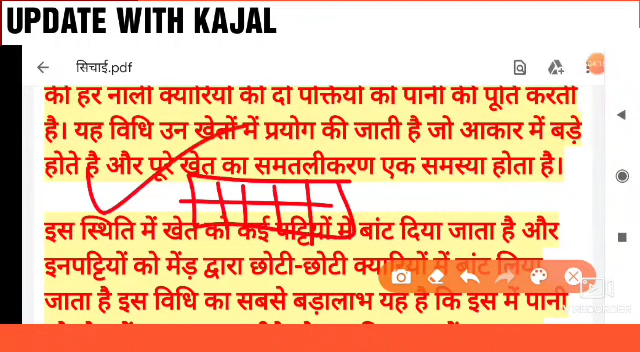 UPDATE WITH KAJAL
सिचाई.pdf
की हर नाली क्यारियों की दो पंक्तियों को पानी की पूर्ति करती
है। यह विधि उन खेतों में प्रयोग की जाती है जो आकार में बड़े
होते है और पूरे खेत का समतलीकरण एक समस्या होता है।
इस स्थिति में खेत को कई पट्टियों में बांट दिया जाता है और
इनपट्टियों को मेंड़ द्वारा छोटी-छोटी क्यारियों में बांट लिया
जाता है इस विधि का सबसे बड़ालाभ यह है कि इस में पानी